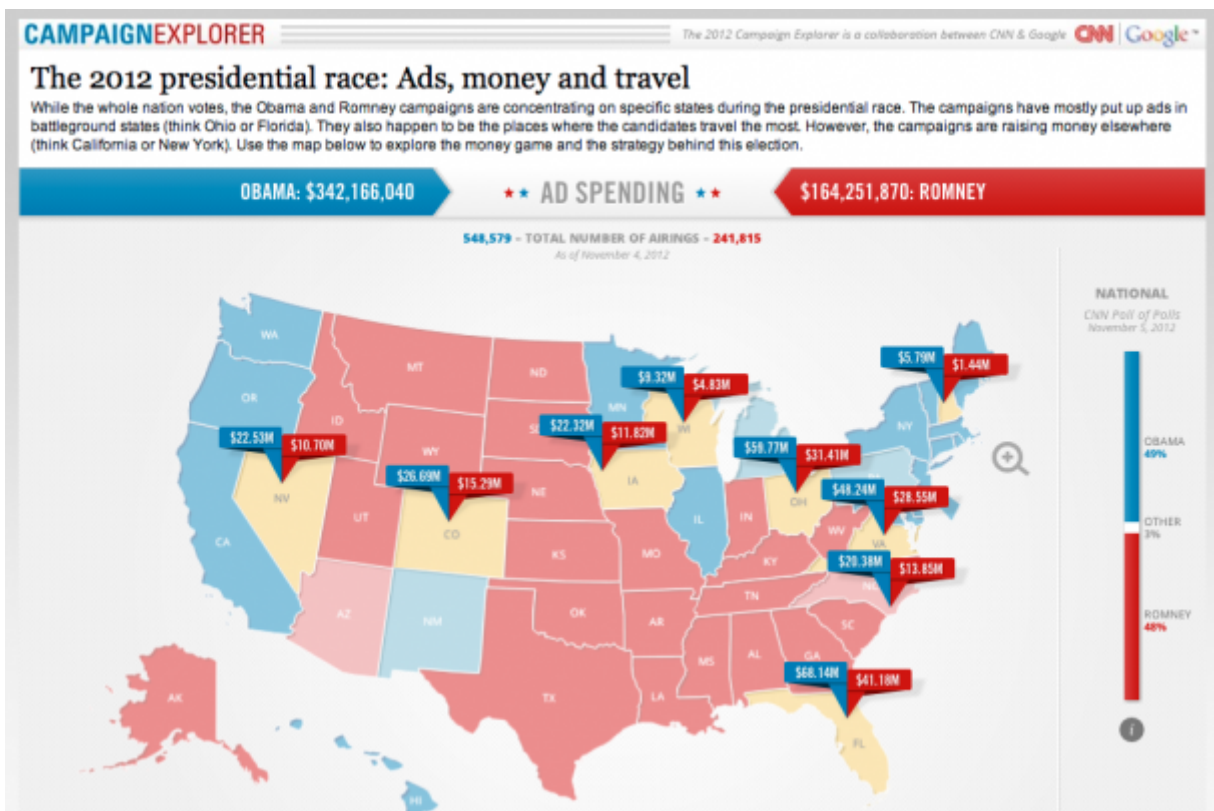 CAMPAIGNEXPLORER
The 2012 Campaign Explorer is a collaboration between CNN & Google CNN Google™
The 2012 presidential race: Ads, money and travel
While the whole nation votes, the Obama and Romney campaigns are concentrating on specific states during the presidential race. The campaigns have mostly put up ads in
battleground states (think Ohio or Florida). They also happen to be the places where the candidates travel the most. However, the campaigns are raising money elsewhere
(think California or New York). Use the map below to explore the money game and the strategy behind this election.
OBAMA: $342,166,040 AD SPENDING $164,251,870: ROMNEY
548,579 – TOTAL NUMBER OF AIRINGS – 241,815
As of November 4, 2012
NATIONAL
CNN Poll of Polls
November 5, 2012
WA
MT
ND
$5.79M $1.44M
$9.32M $4.83M
OR
ID
MN
$22.32M $11.82M
WI
NY
$22.53M $10.70M
WY
$59.77M $31.41M
OBAMA
49%
$26.69M $15.29M
NV
NE
IA
OH
$48.24M $28.55M
UT
CO
IL
IN
WV
VA
OTHER
3%
CA
KS
MO
KY
$20.38M $13.85M
TN
AZ
NM
OK
AR
SC
ROMNEY
48%
MS
AL
GA
$68.14M $41.18M
AK
TX
LA
FL
HI
i